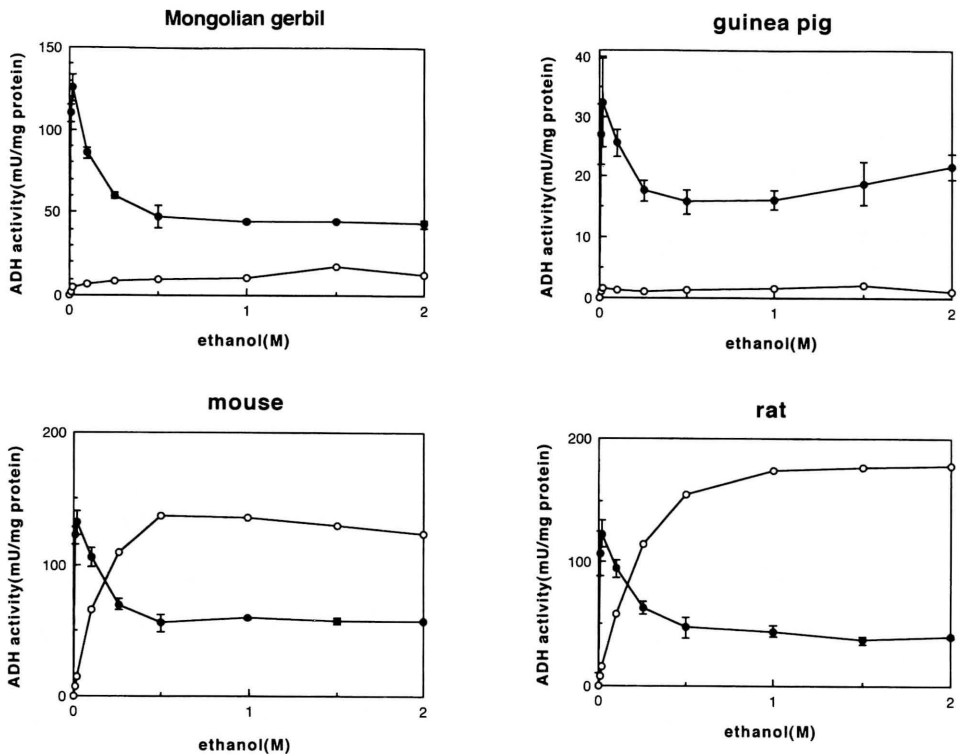 Mongolian gerbil
ADH activity(mU/mg protein)
150
100
50
0
0
1
2
ethanol(M)
guinea pig
ADH activity(mU/mg protein)
40
30
20
10
0
0
1
2
ethanol(M)
mouse
ADH activity(mU/mg protein)
200
100
0
0
1
2
ethanol(M)
rat
ADH activity(mU/mg protein)
200
100
0
0
1
2
ethanol(M)